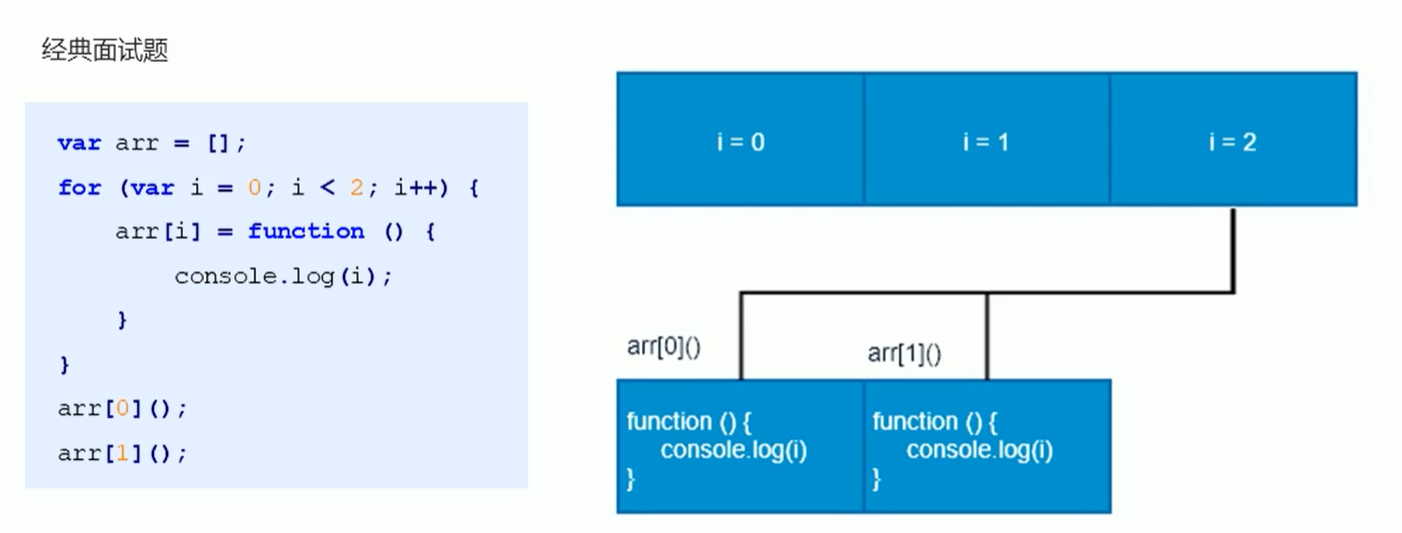 经典面试题
var arr = [];
for (var i = 0; i < 2; i++) {
    arr[i] = function () {
        console.log(i);
    }
}
arr[0]();
arr[1]();
i = 0
i = 1
i = 2
arr[0]()
arr[1]()
function () {
    console.log(i)
}
function () {
    console.log(i)
}